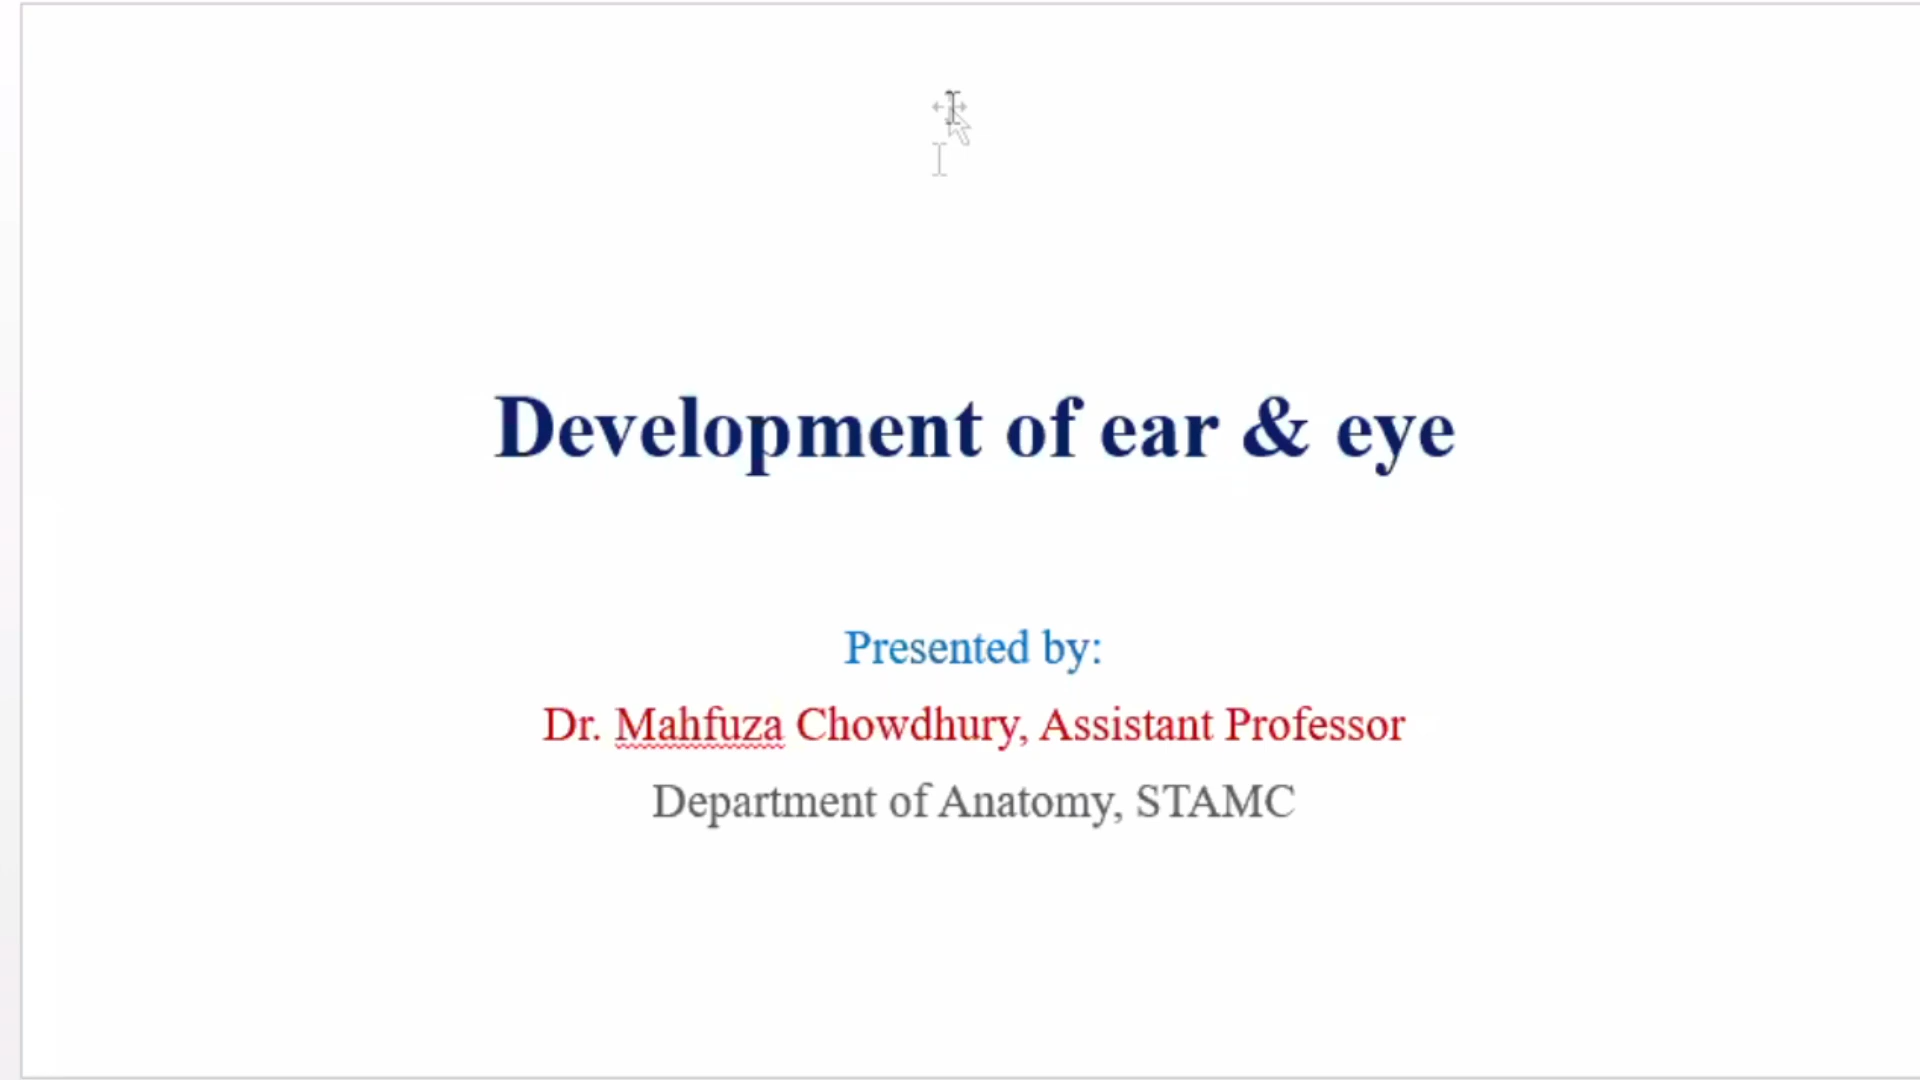 Development of ear & eye
Presented by:
Dr. Mahfuza Chowdhury, Assistant Professor
Department of Anatomy, STAMC